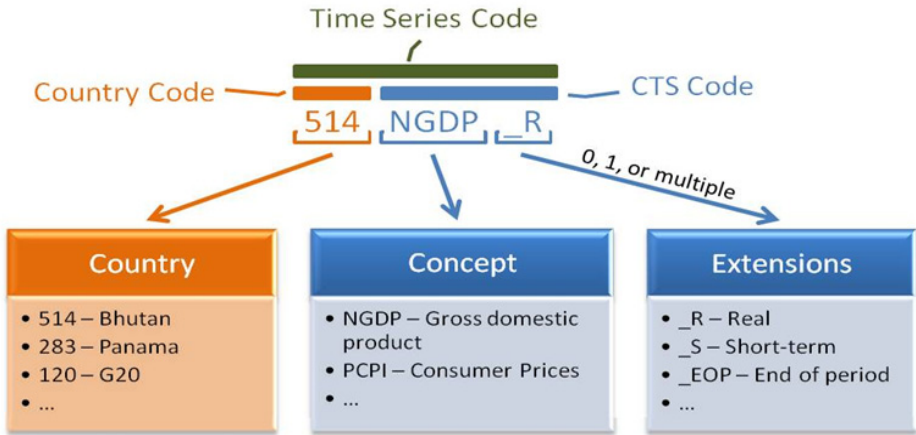 Time Series Code
Country Code
CTS Code
514 NGDP _R
0, 1, or multiple
Country
• 514 – Bhutan
• 283 – Panama
• 120 – G20
• ...
Concept
• NGDP – Gross domestic
product
• PCPI – Consumer Prices
• ...
Extensions
• _R – Real
• _S – Short-term
• _EOP – End of period
• ...